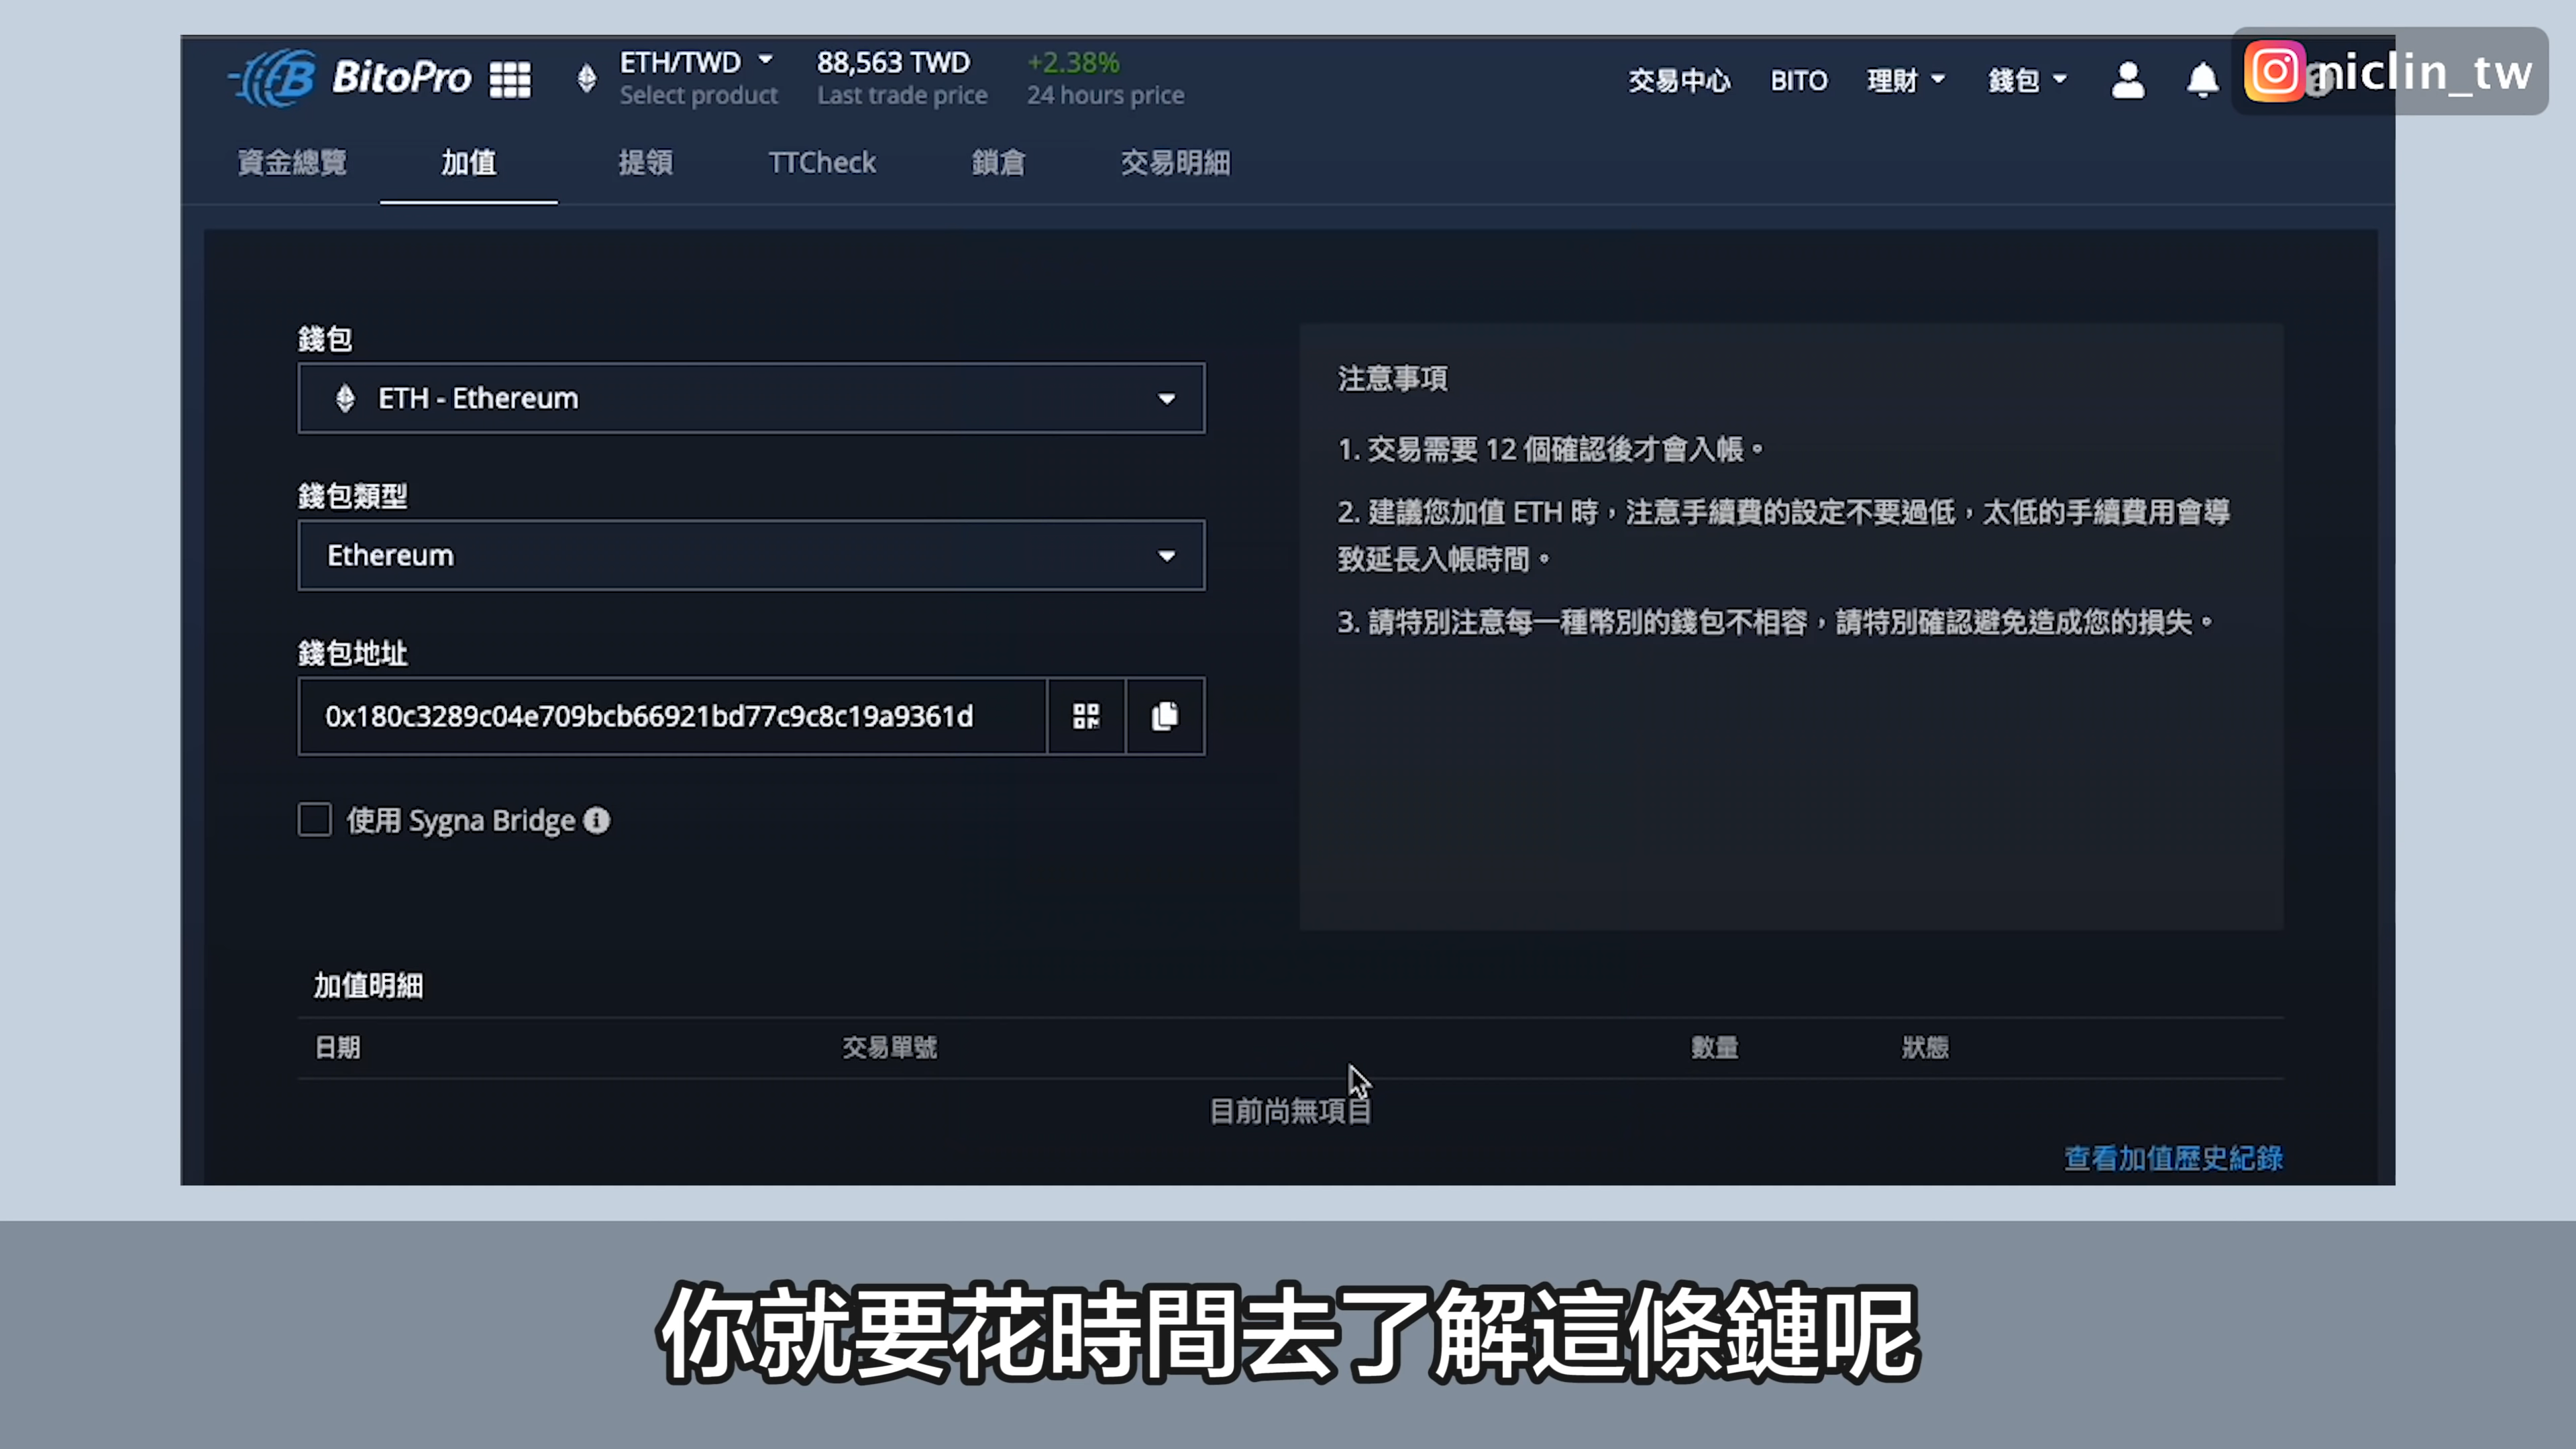 BitoPro
ETH/TWD
Select product
88,563 TWD
Last trade price
+2.38%
24 hours price
交易中心
BITO
理財
錢包
niclin_tw
資金總覽
加值
提領
TTCheck
鎖倉
交易明細
錢包
ETH - Ethereum
錢包類型
Ethereum
錢包地址
0x180c3289c04e709bcb66921bd77c9c8c19a9361d
使用 Sygna Bridge
注意事項
1. 交易需要 12 個確認後才會入帳。
2. 建議您加值 ETH 時，注意手續費的設定不要過低，太低的手續費用會導
致延長入帳時間。
3. 請特別注意每一種幣別的錢包不相容，請特別確認避免造成您的損失。
加值明細
日期
交易單號
數量
狀態
目前尚無項目
查看加值歷史紀錄
你就要花時間去了解這條鏈呢